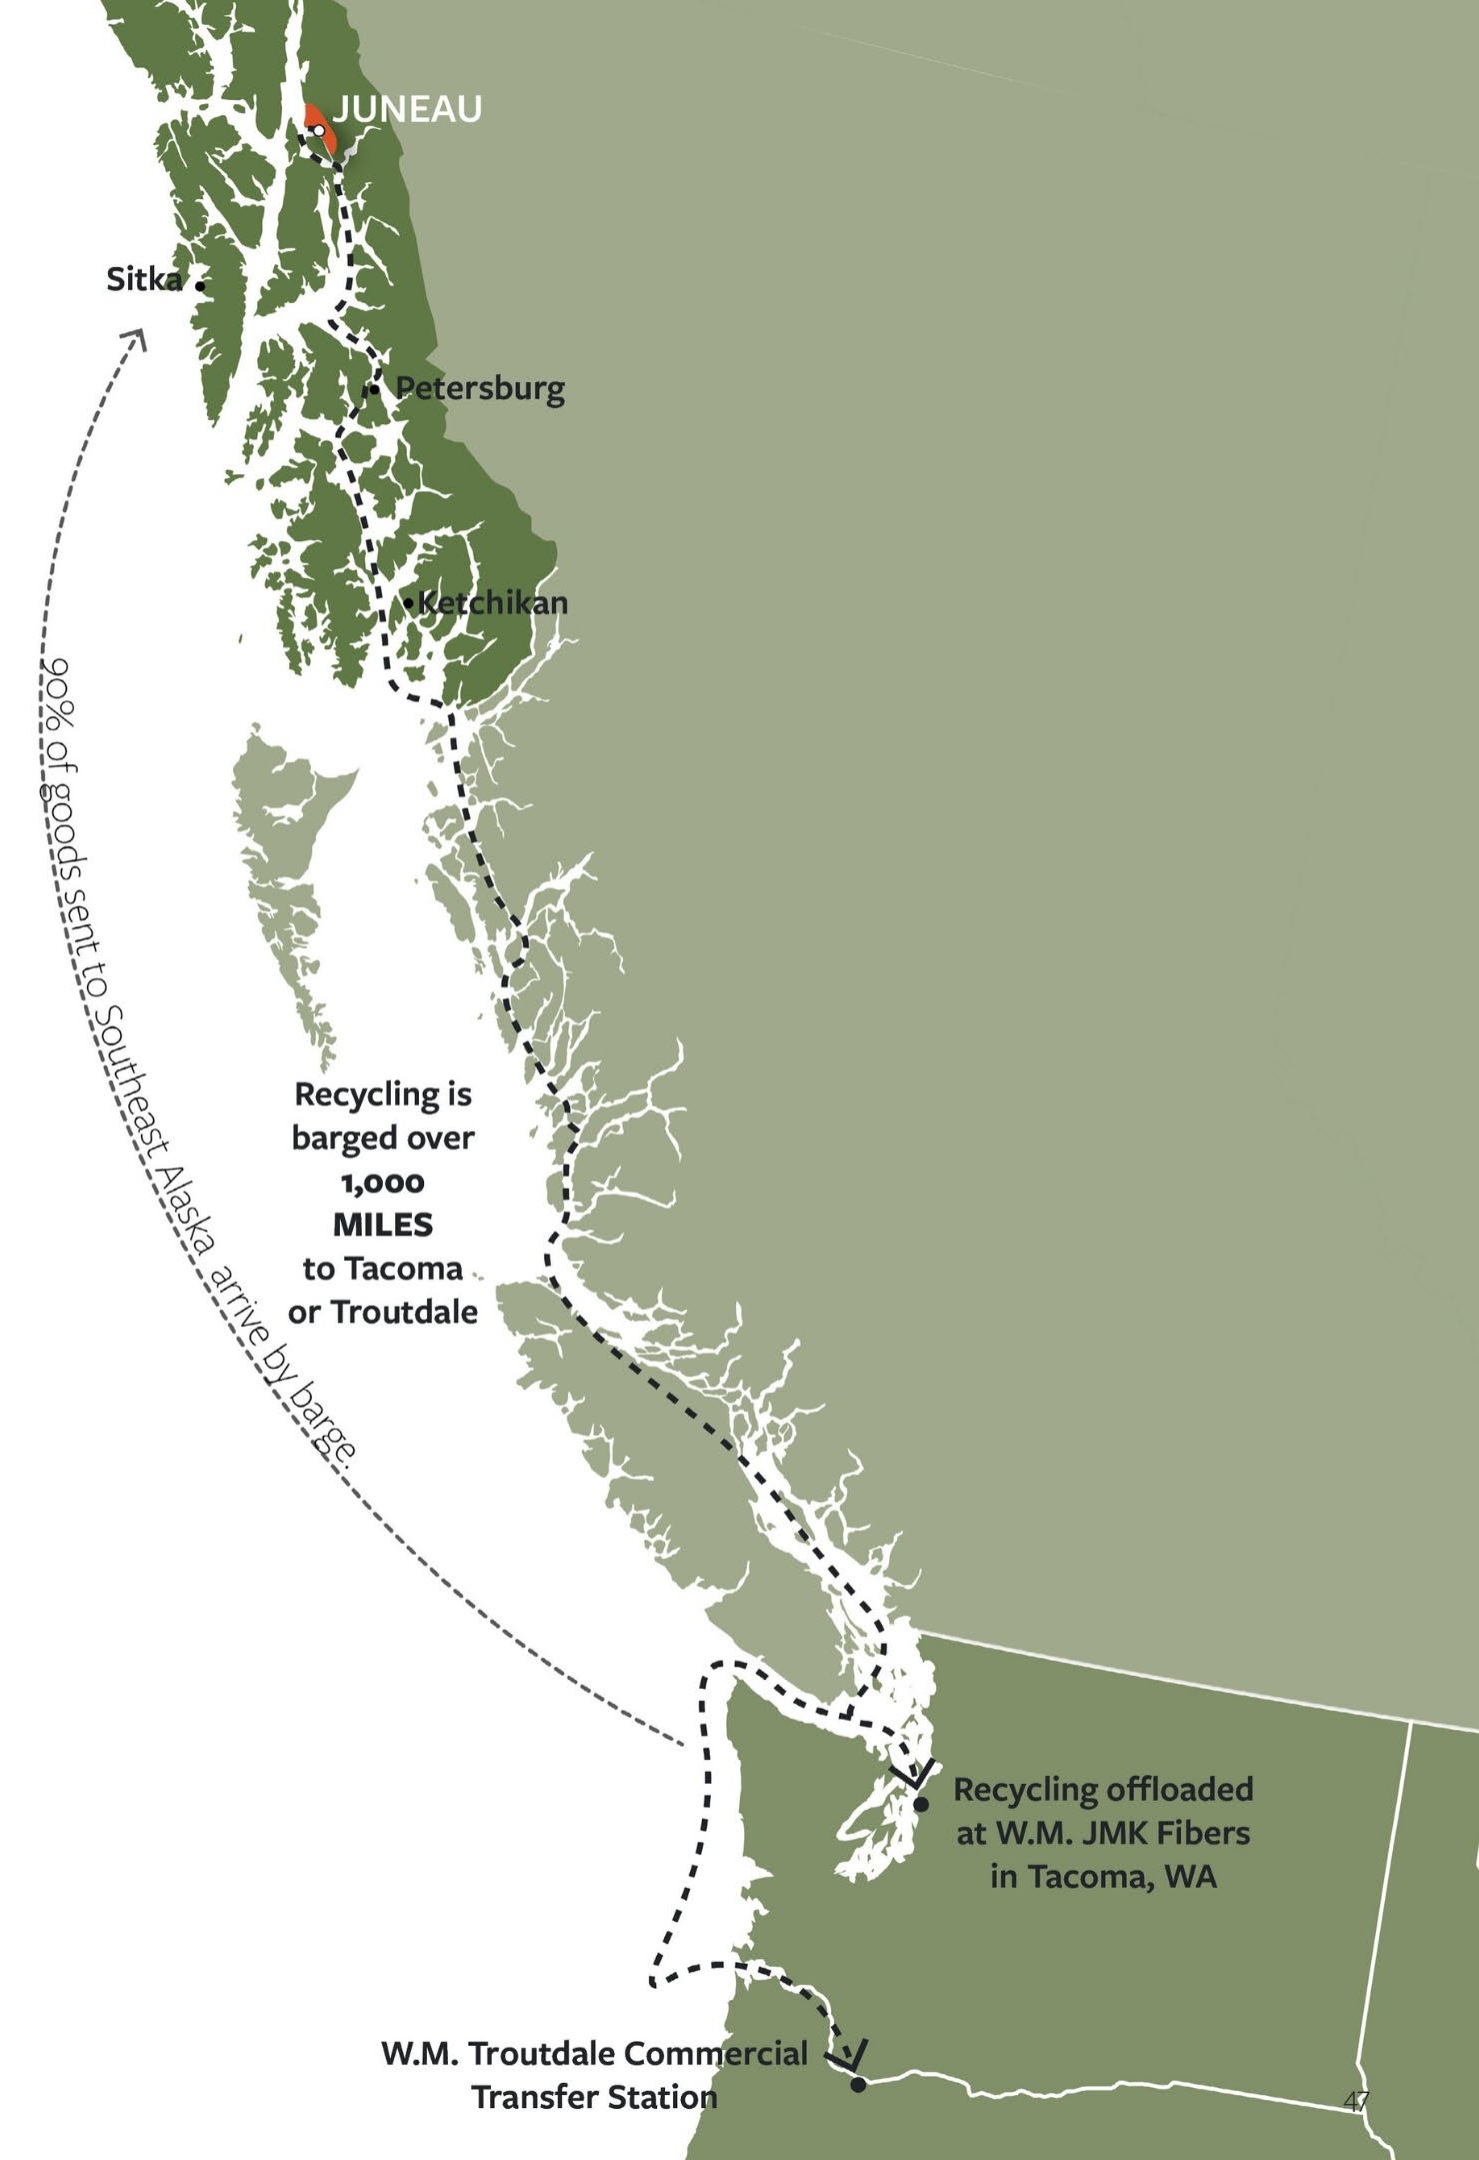 JUNEAU
Sitka
Petersburg
Ketchikan
90% of goods sent to Southeast Alaska arrive by barge.
Recycling is
barged over
1,000
MILES
to Tacoma
or Troutdale
Recycling offloaded
at W.M. JMK Fibers
in Tacoma, WA
W.M. Troutdale Commercial
Transfer Station
47